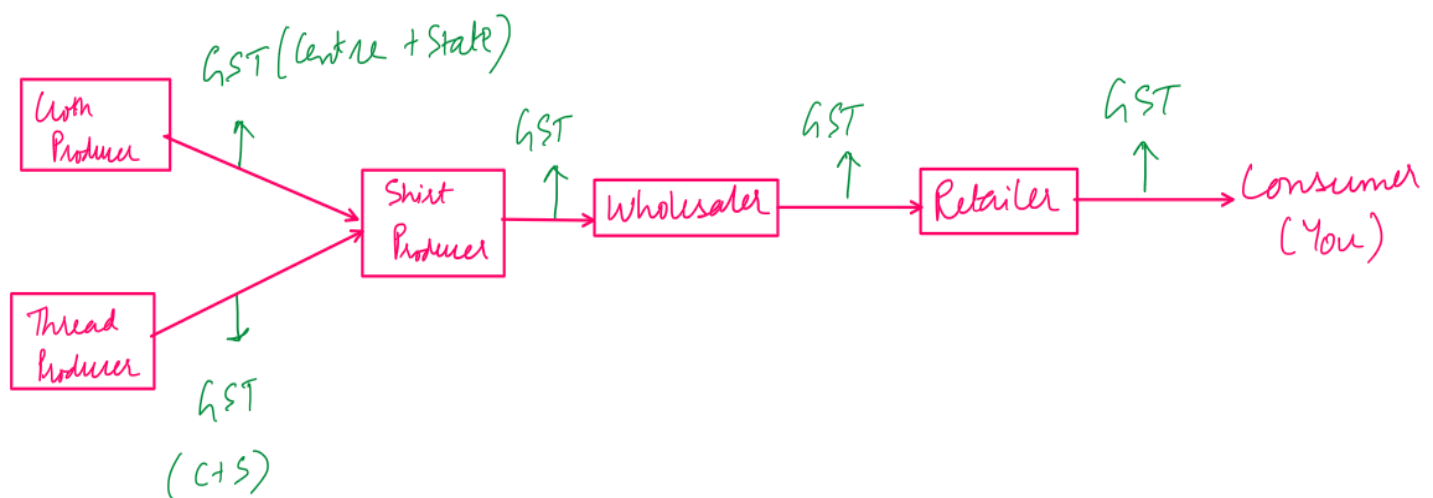 GST (Centre + State)
Cloth
Producer
GST
GST
GST
Shirt
Producer
Wholesaler
Retailer
Consumer
(You)
Thread
Producer
GST
(C+S)